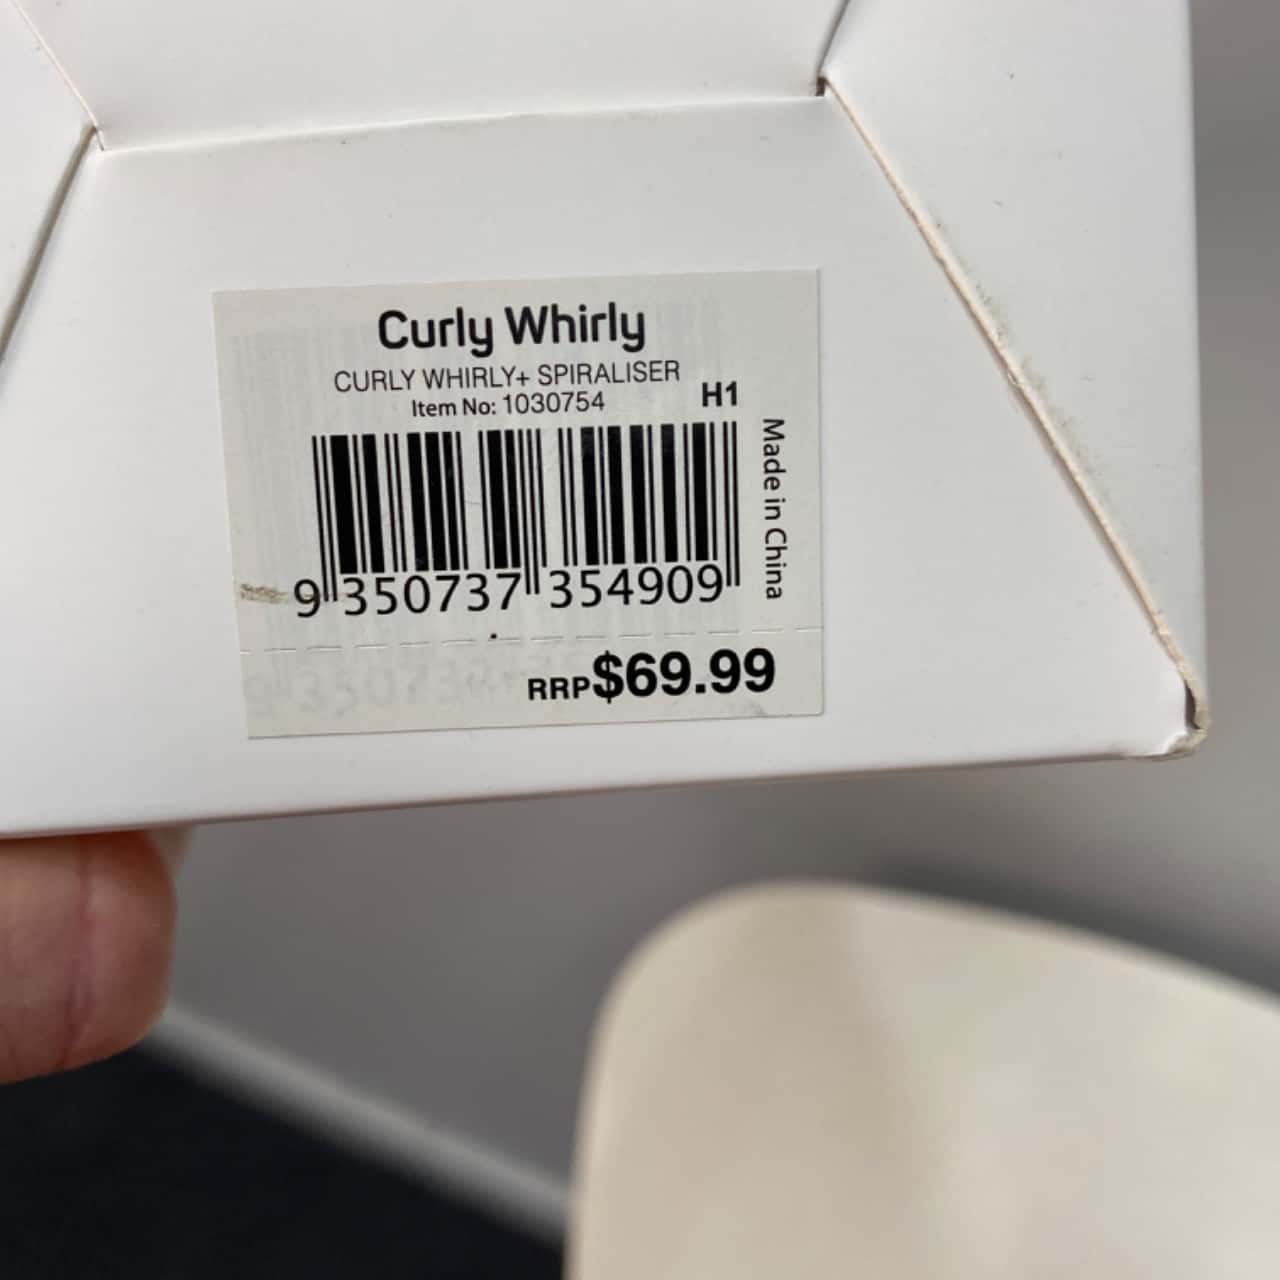 Curly Whirly
CURLY WHIRLY+ SPIRALISER
Item No: 1030754
H1
Made in China
9 350737 354909
RRP$69.99